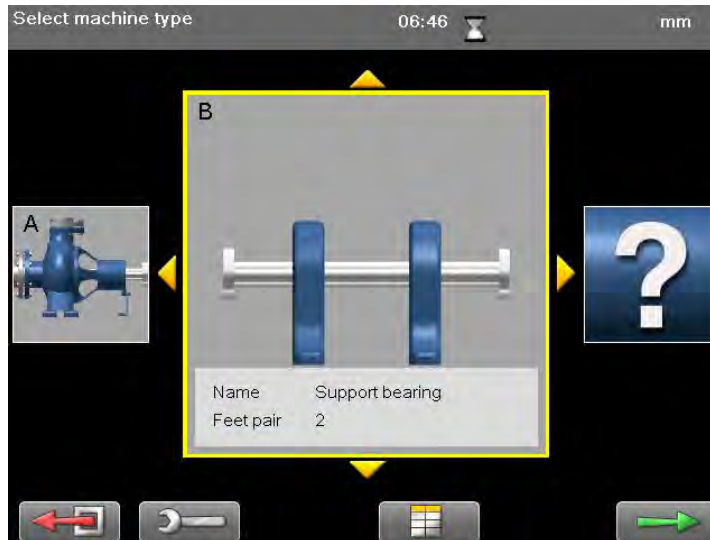 Select machine type
06:46
mm
B
A
?
Name Support bearing
Feet pair 2